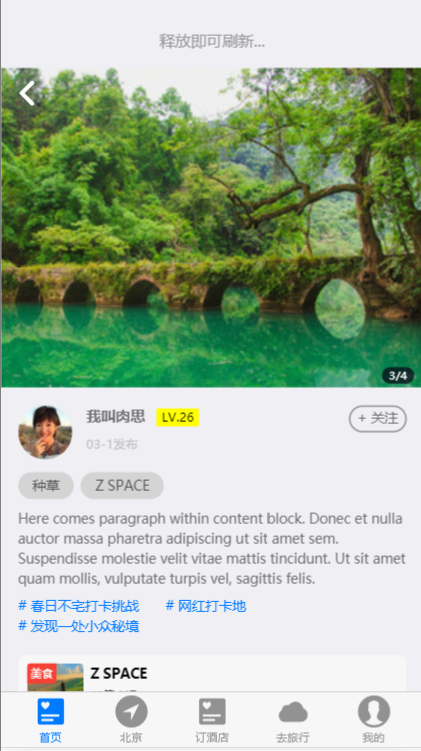 释放即可刷新...
3/4
我叫肉思 LV.26
+ 关注
03-1发布
种草 Z SPACE
Here comes paragraph within content block. Donec et nulla
auctor massa pharetra adipiscing ut sit amet sem.
Suspendisse molestie velit vitae mattis tincidunt. Ut sit amet
quam mollis, vulputate turpis vel, sagittis felis.
# 春日不宅打卡挑战 # 网红打卡地
# 发现一处小众秘境
美食 Z SPACE
首页 北京 订酒店 去旅行 我的